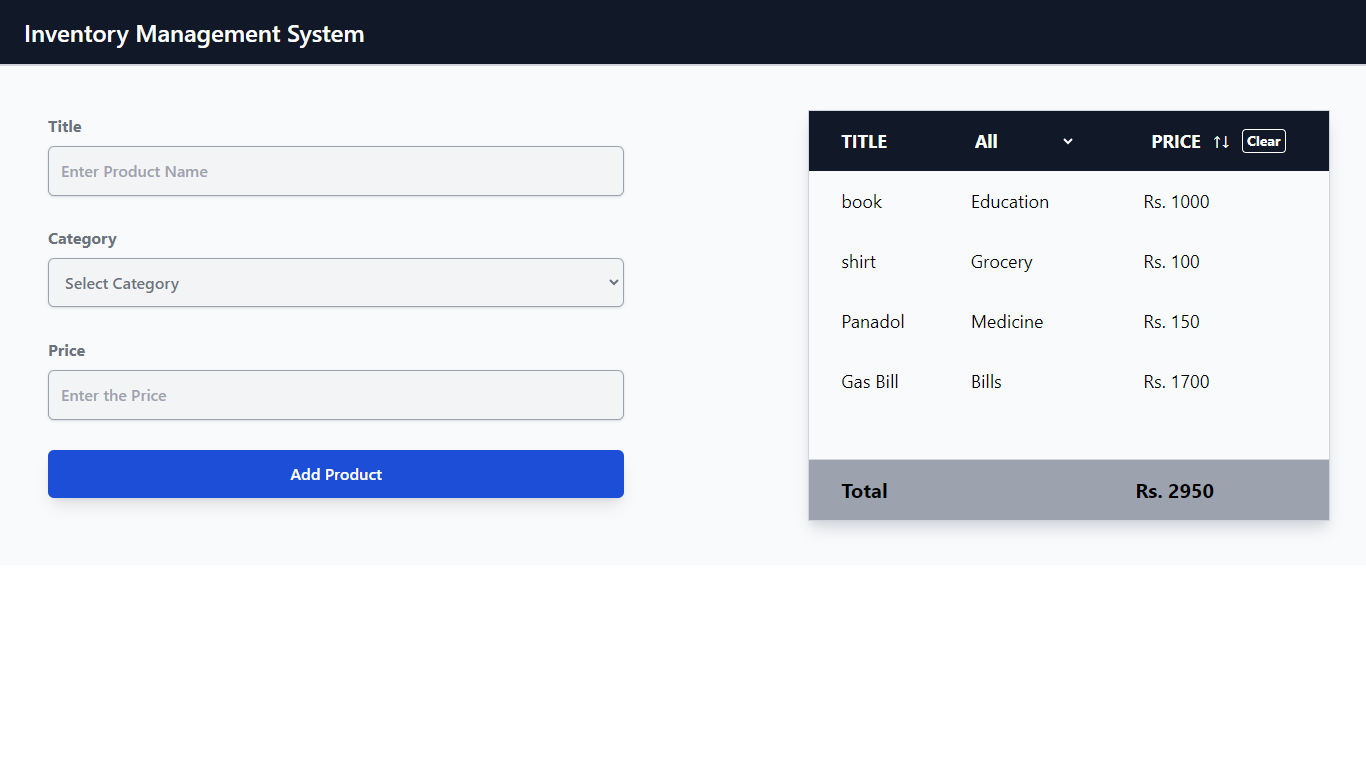 Inventory Management System
Title
Enter Product Name
Category
Select Category
Price
Enter the Price
Add Product
TITLE All PRICE ↑↓ Clear
book Education Rs. 1000
shirt Grocery Rs. 100
Panadol Medicine Rs. 150
Gas Bill Bills Rs. 1700
Total Rs. 2950